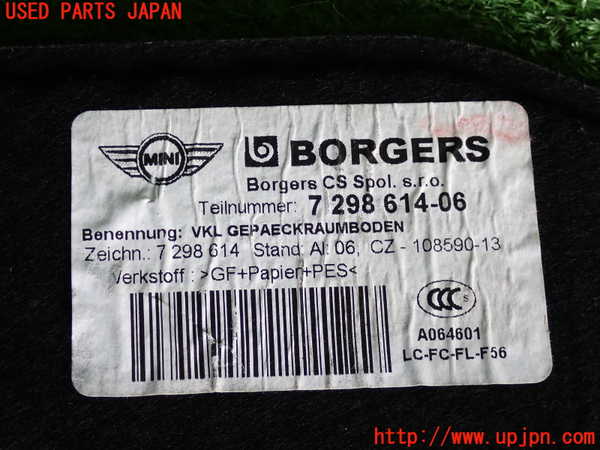 USED PARTS JAPAN
MINI
BORGERS
Borgers CS Spol. s.r.o.
Teilnummer: 7 298 614-06
Benennung: VKL GEPAECKRAUMBODEN
Zeichn.: 7 298 614 Stand: AI: 06, CZ - 108590-13
Verkstoff : >GF+Papier+PES<
CCC S
A064601
LC-FC-FL-F56
http://www.upjpn.com/